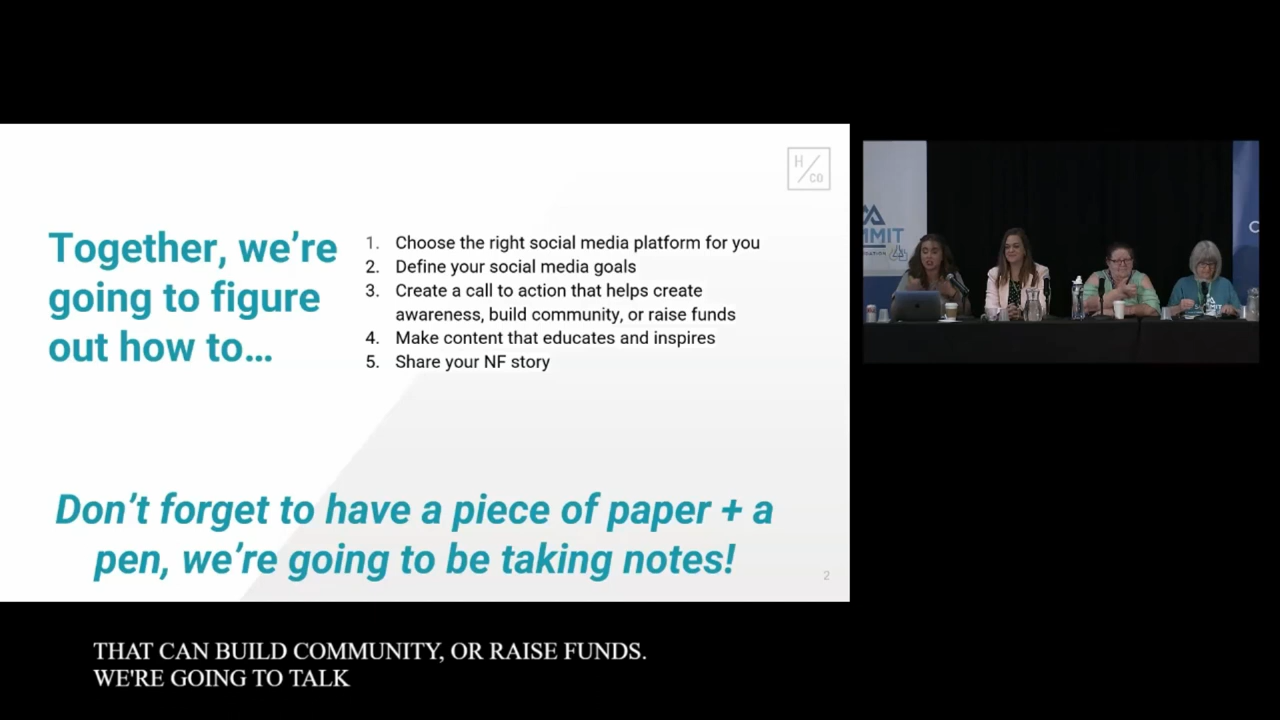 H/CO
Together, we're
going to figure
out how to…
1. Choose the right social media platform for you
2. Define your social media goals
3. Create a call to action that helps create
awareness, build community, or raise funds
4. Make content that educates and inspires
5. Share your NF story
Don't forget to have a piece of paper + a
pen, we're going to be taking notes!
2
MMIT
C
THAT CAN BUILD COMMUNITY, OR RAISE FUNDS.
WE'RE GOING TO TALK